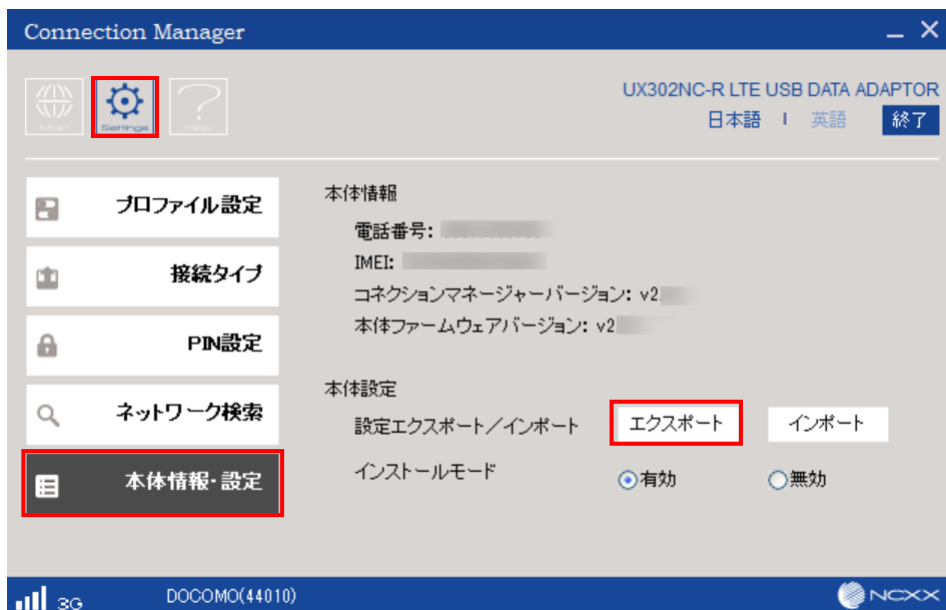 Connection Manager
UX302NC-R LTE USB DATA ADAPTOR
Main
Settings
Help
日本語 | 英語 終了
プロファイル設定
接続タイプ
PIN設定
ネットワーク検索
本体情報・設定
本体情報
電話番号:
IMEI:
コネクションマネージャーバージョン: v2
本体ファームウェアバージョン: v2
本体設定
設定エクスポート／インポート エクスポート インポート
インストールモード 有効 無効
3G DOCOMO(44010) NCXX